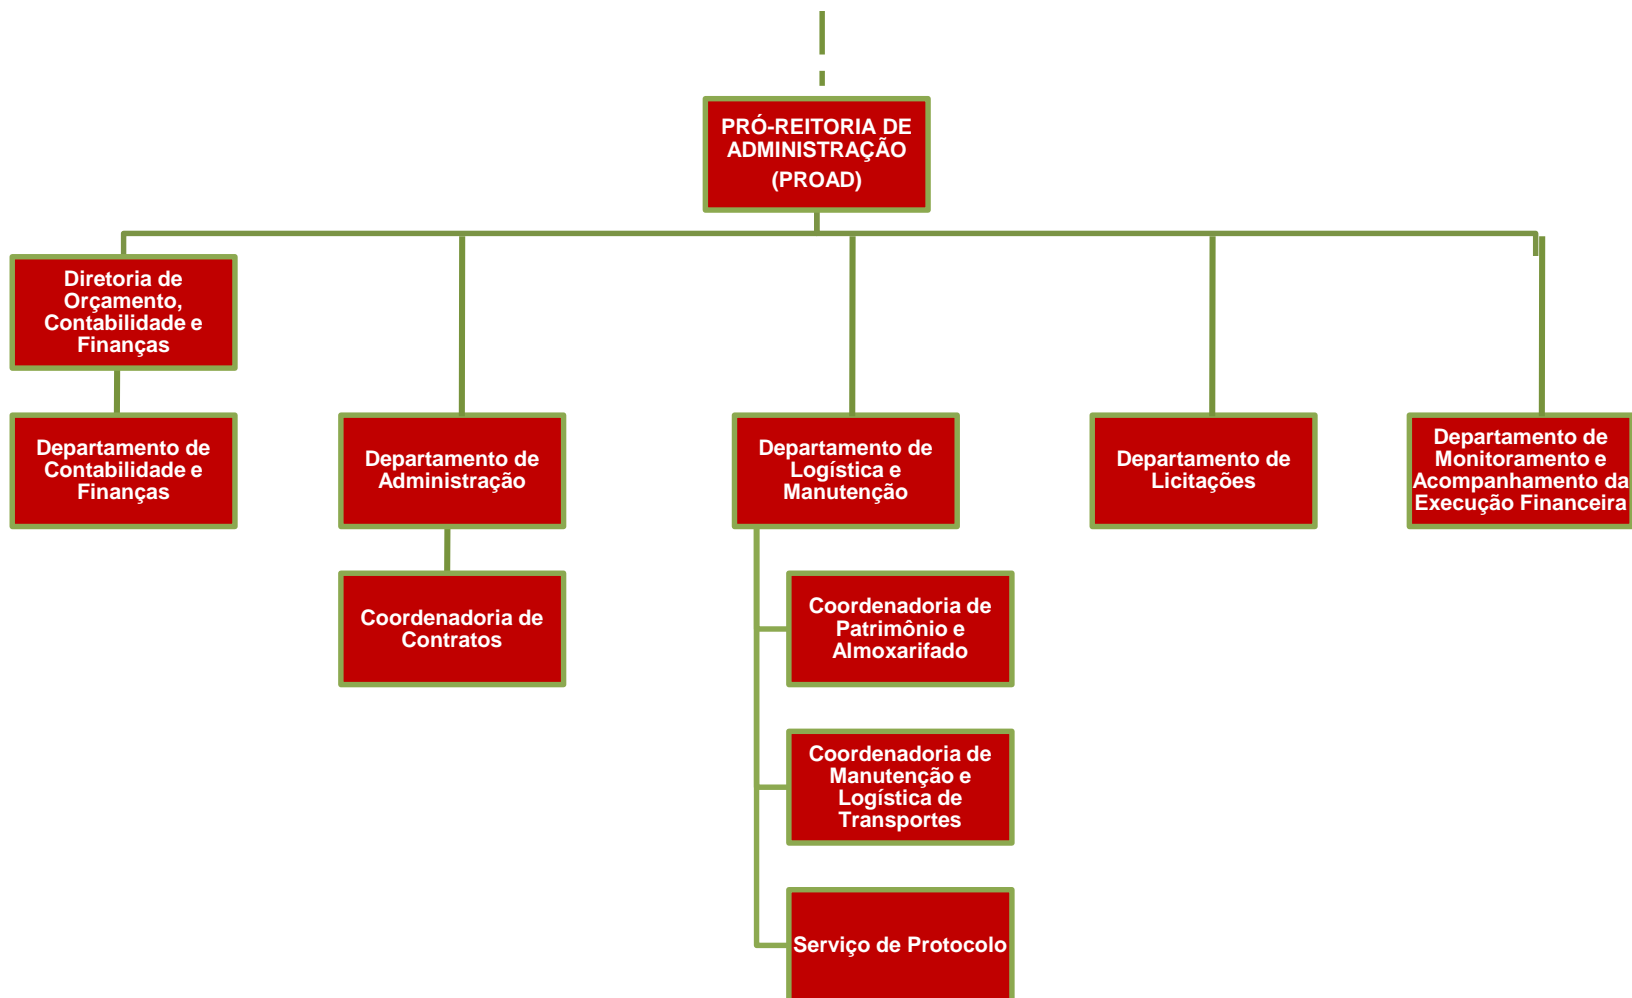 PRÓ-REITORIA DE
ADMINISTRAÇÃO
(PROAD)
Diretoria de
Orçamento,
Contabilidade e
Finanças
Departamento de
Contabilidade e
Finanças
Departamento de
Administração
Departamento de
Logística e
Manutenção
Departamento de
Licitações
Departamento de
Monitoramento e
Acompanhamento da
Execução Financeira
Coordenadoria de
Contratos
Coordenadoria de
Patrimônio e
Almoxarifado
Coordenadoria de
Manutenção e
Logística de
Transportes
Serviço de Protocolo